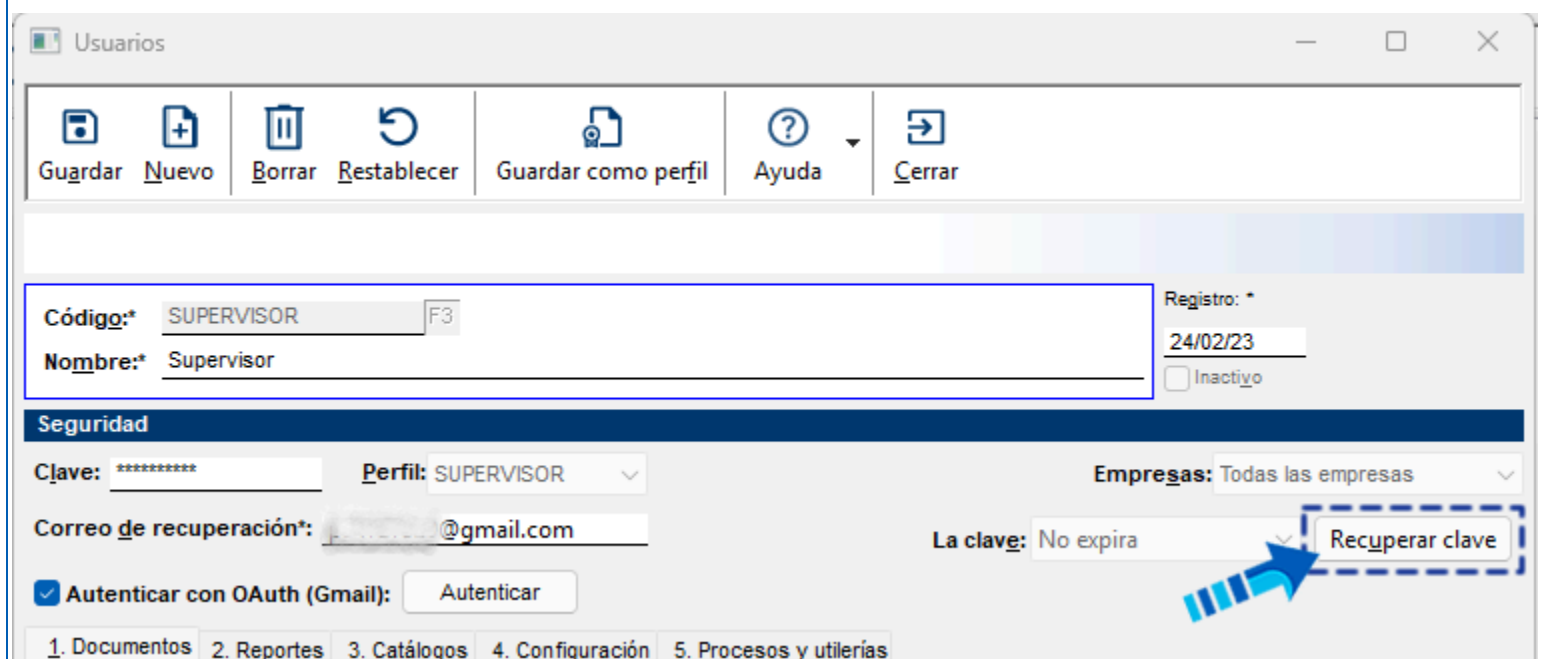 Usuarios
Guardar Nuevo Borrar Restablecer Guardar como perfil Ayuda Cerrar
Código:* SUPERVISOR F3
Nombre:* Supervisor
Registro: *
24/02/23
Inactivo
Seguridad
Clave: ********** Perfil: SUPERVISOR Empresas: Todas las empresas
Correo de recuperación*: @gmail.com La clave: No expira Recuperar clave
Autenticar con OAuth (Gmail): Autenticar
1. Documentos 2. Reportes 3. Catálogos 4. Configuración 5. Procesos y utilerías